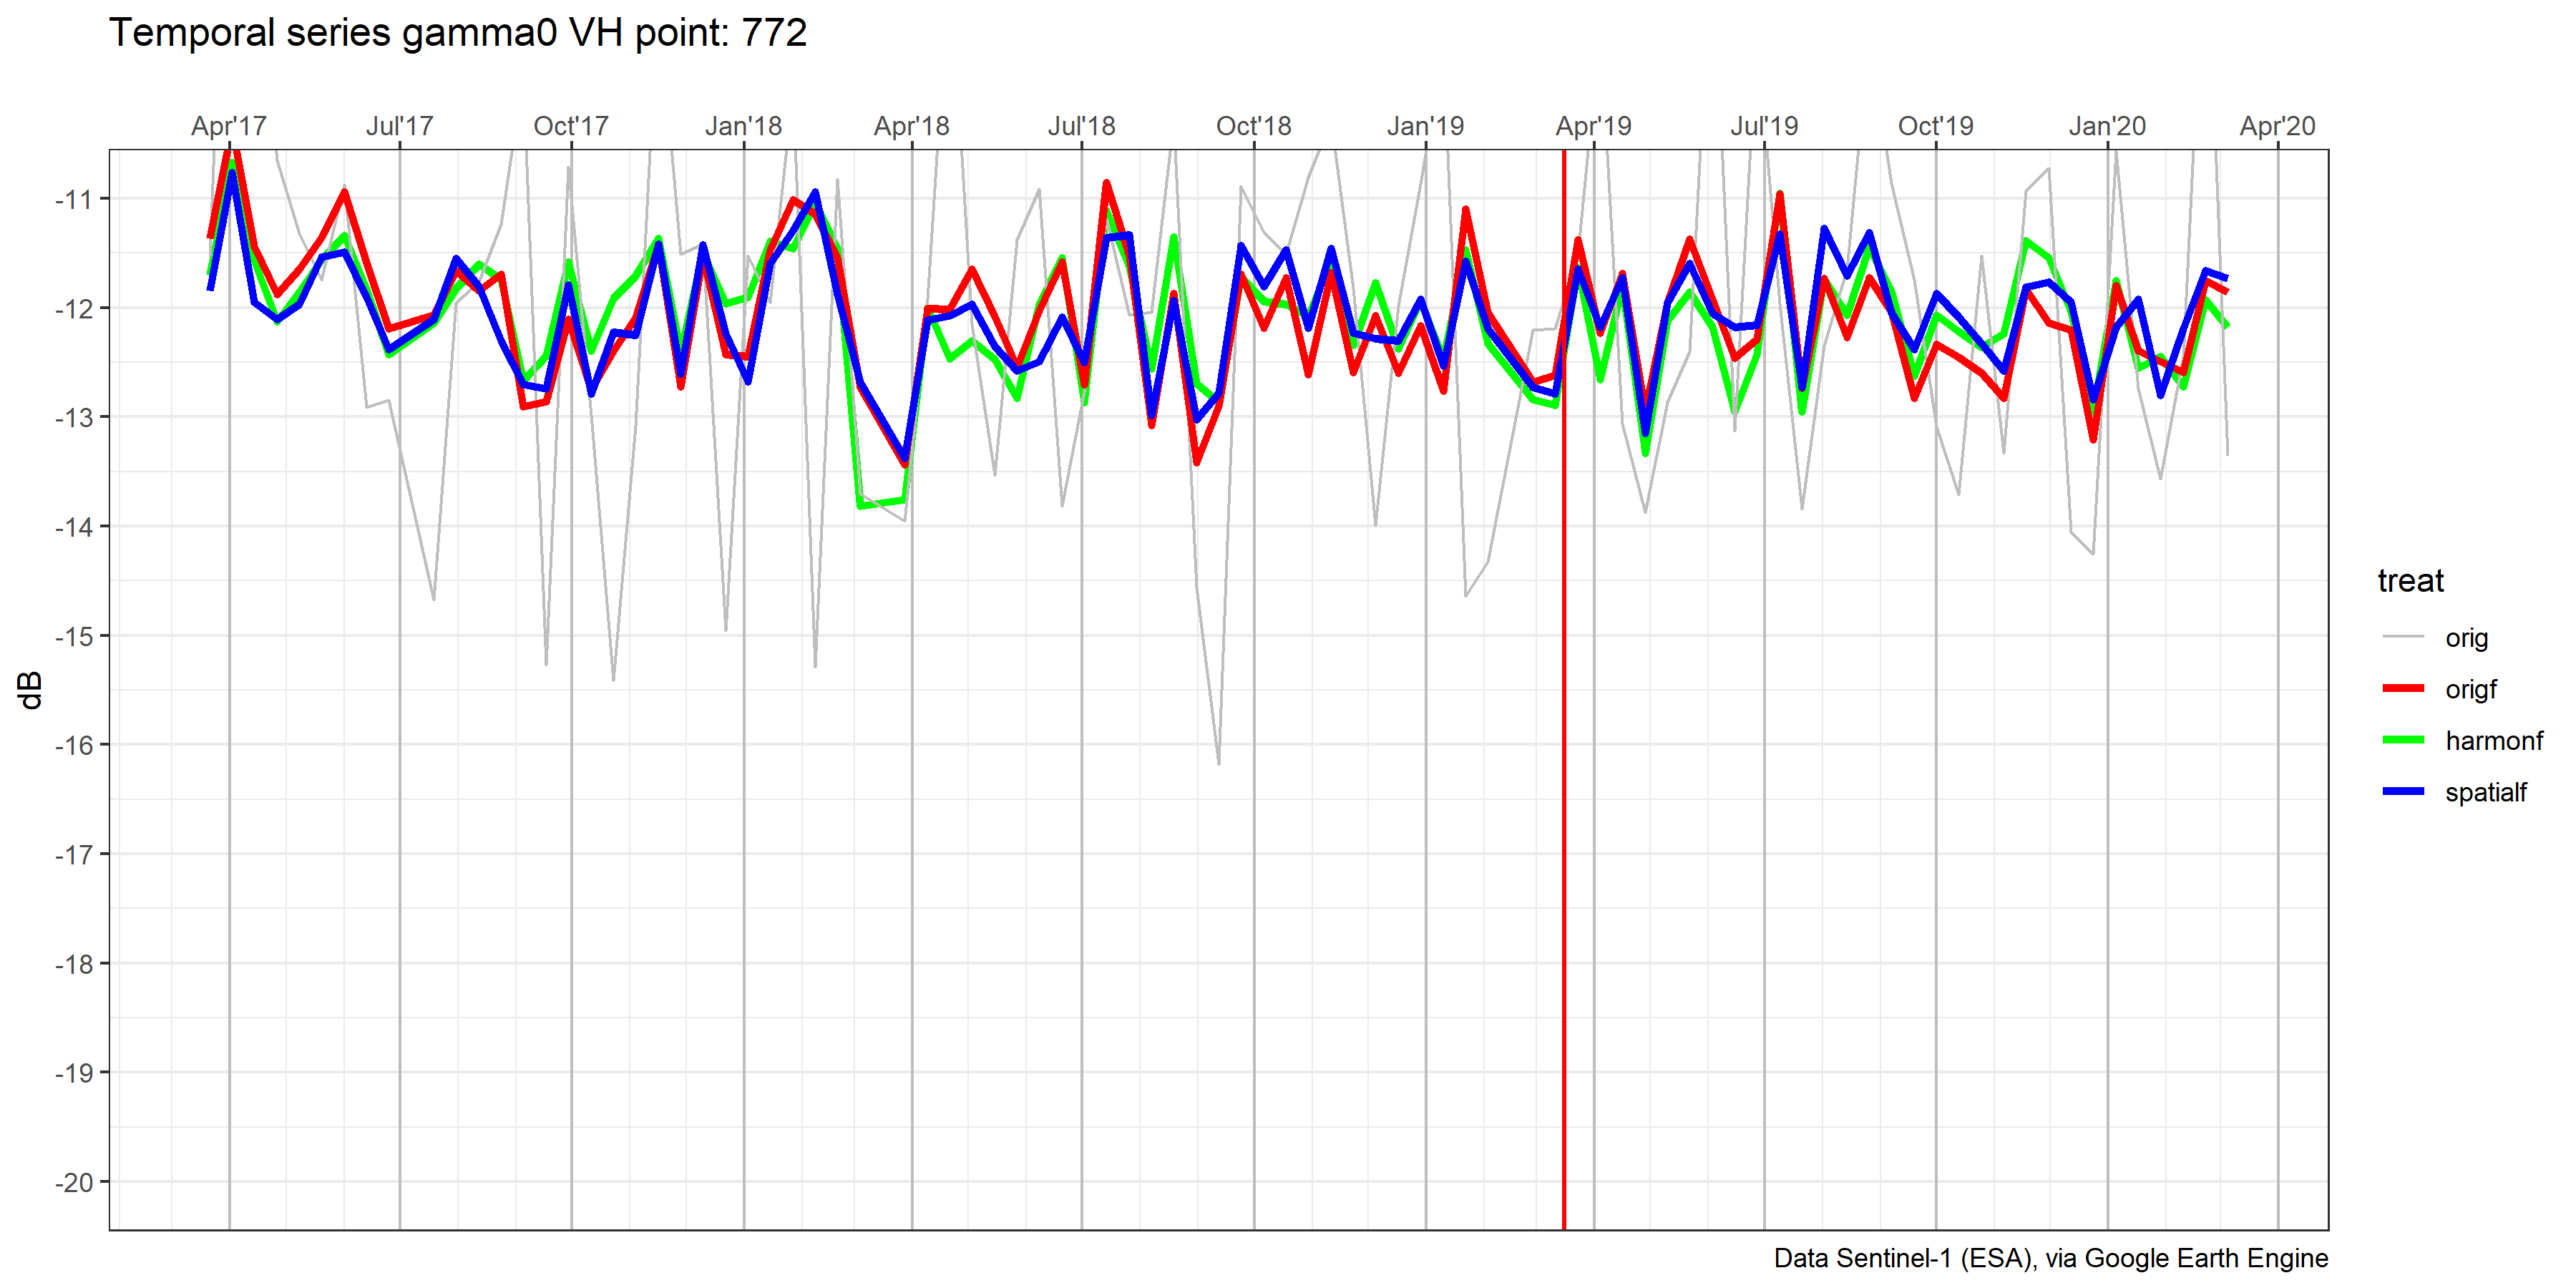 Temporal series gamma0 VH point: 772
Apr'17 Jul'17 Oct'17 Jan'18 Apr'18 Jul'18 Oct'18 Jan'19 Apr'19 Jul'19 Oct'19 Jan'20 Apr'20
-11
-12
-13
-14
-15
-16
-17
-18
-19
-20
dB
treat
orig
origf
harmonf
spatialf
Data Sentinel-1 (ESA), via Google Earth Engine